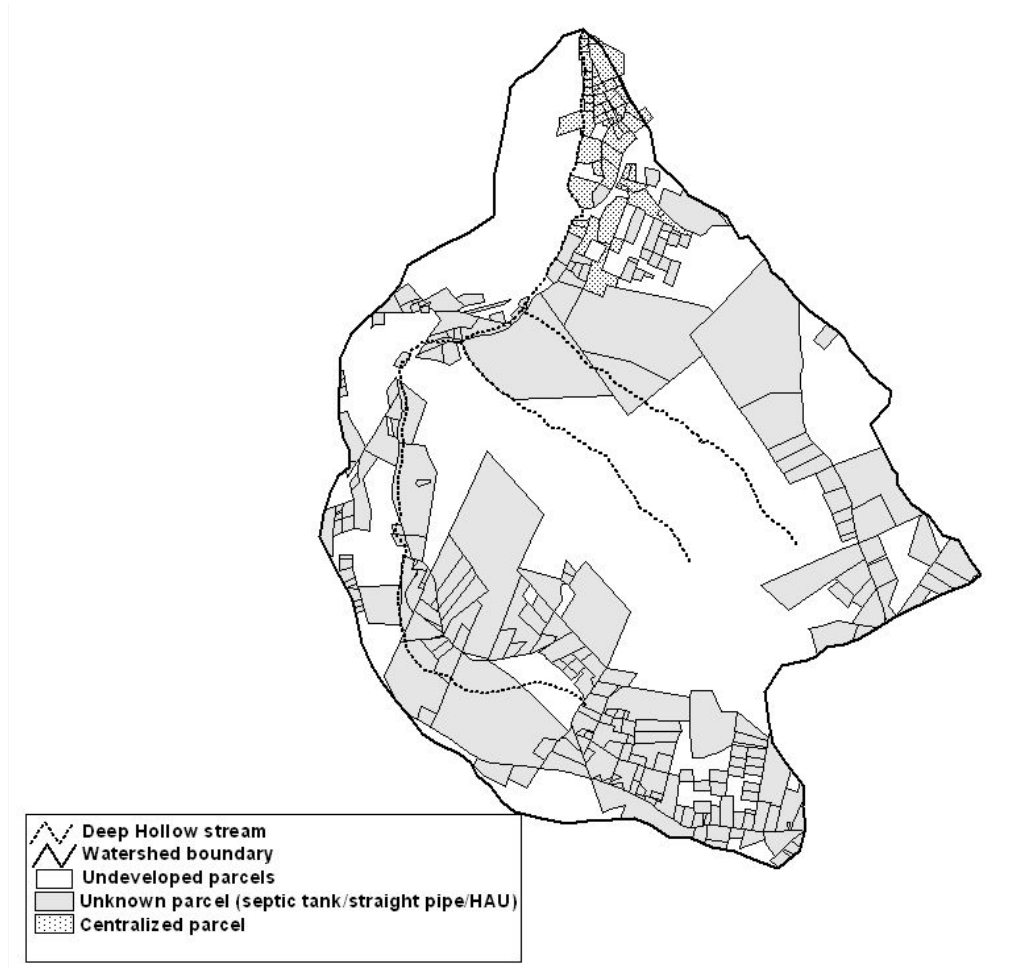 Deep Hollow stream
Watershed boundary
Undeveloped parcels
Unknown parcel (septic tank/straight pipe/HAU)
Centralized parcel